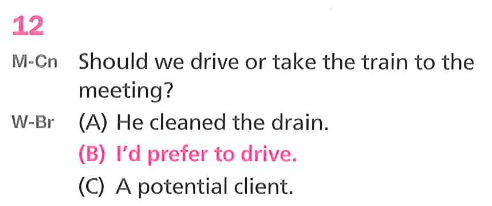 12
M-Cn Should we drive or take the train to the
meeting?
W-Br (A) He cleaned the drain.
(B) I'd prefer to drive.
(C) A potential client.